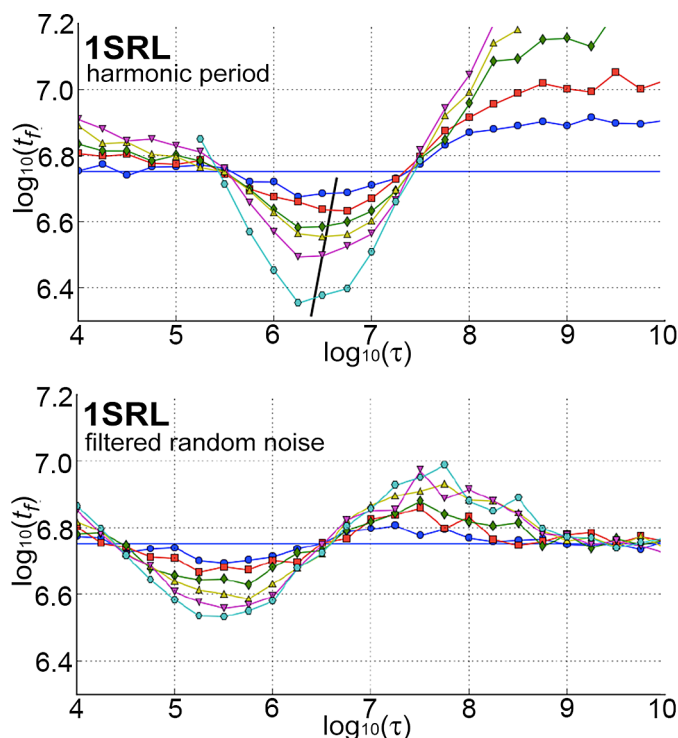 7.2
1SRL
harmonic period
7.0
6.8
6.6
6.4
log10(tf)
4 5 6 7 8 9 10
log10(τ)
7.2
1SRL
filtered random noise
7.0
6.8
6.6
6.4
log10(tf)
4 5 6 7 8 9 10
log10(τ)